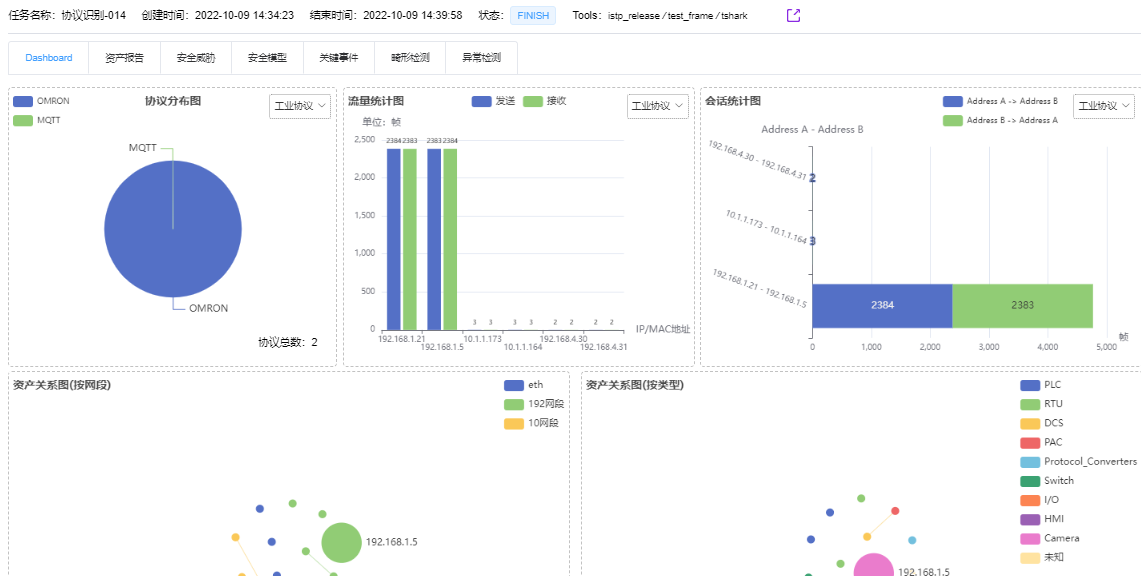 任务名称：协议识别-014 创建时间：2022-10-09 14:34:23 结束时间：2022-10-09 14:39:58 状态：FINISH Tools：istp_release /test_frame /tshark
Dashboard 资产报告 安全威胁 安全模型 关键事件 畸形检测 异常检测
协议分布图
OMRON
MQTT
工业协议
MQTT
OMRON
协议总数：2
流量统计图
发送 接收
工业协议
单位：帧
2,500
2,000
1,500
1,000
500
0
2384 2383 2383 2384 3 3 3 3 2 2 2 2
192.168.1.21 10.1.1.173 192.168.4.30
192.168.1.5 10.1.1.164 192.168.4.31
IP/MAC地址
会话统计图
Address A -> Address B
Address B -> Address A
工业协议
Address A - Address B
192.168.4.30 - 192.168.4.31 2
10.1.1.173 - 10.1.1.164 3
192.168.1.21 - 192.168.1.5 2384 2383
0 1,000 2,000 3,000 4,000 5,000
帧
资产关系图(按网段)
eth
192网段
10网段
192.168.1.5
资产关系图(按类型)
PLC
RTU
DCS
PAC
Protocol_Converters
Switch
I/O
HMI
Camera
未知
192.168.1.5